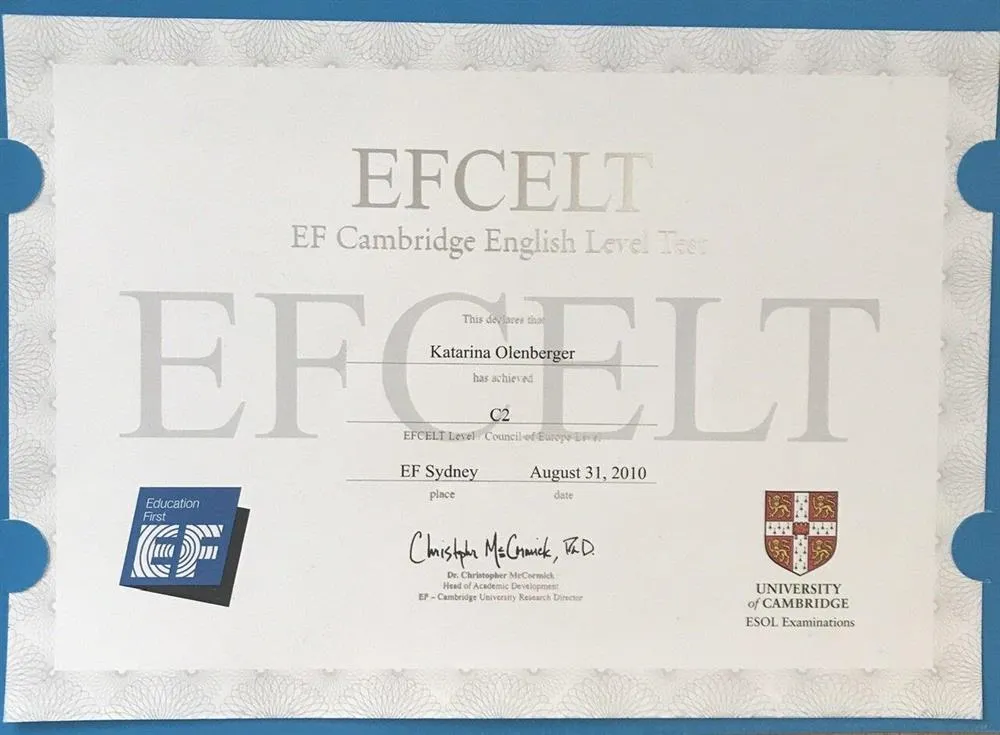 EFCELT
EF Cambridge English Level Test
EFCELT
This declares that
Katarina Olenberger
has achieved
C2
EFCELT Level / Council of Europe Level
EF Sydney August 31, 2010
place date
Education
First
EF
Christopher McCormick, Ph.D.
Dr. Christopher McCormick
Head of Academic Development
EF – Cambridge University Research Director
UNIVERSITY
of CAMBRIDGE
ESOL Examinations